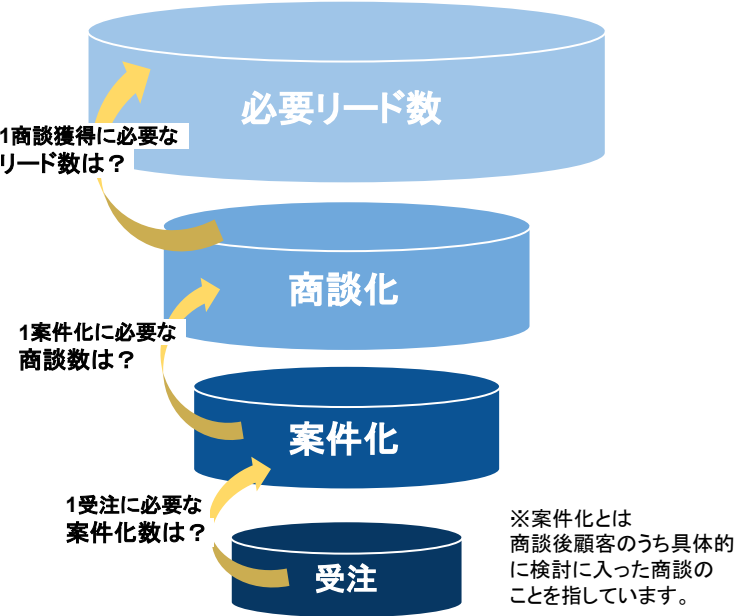 必要リード数
1商談獲得に必要な
リード数は？
商談化
1案件化に必要な
商談数は？
案件化
1受注に必要な
案件化数は？
受注
※案件化とは
商談後顧客のうち具体的
に検討に入った商談の
ことを指しています。